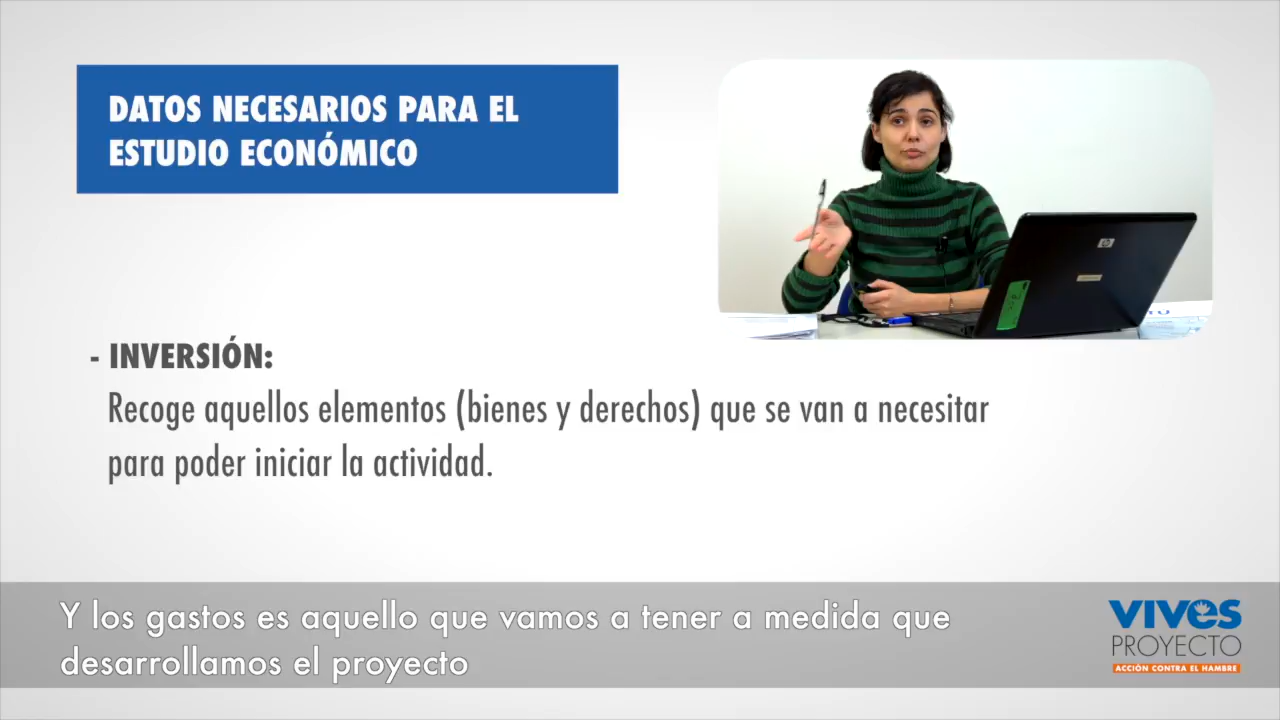 DATOS NECESARIOS PARA EL
ESTUDIO ECONÓMICO
- INVERSIÓN:
Recoge aquellos elementos (bienes y derechos) que se van a necesitar
para poder iniciar la actividad.
hp
Y los gastos es aquello que vamos a tener a medida que
desarrollamos el proyecto
VIVES
PROYECTO
ACCIÓN CONTRA EL HAMBRE